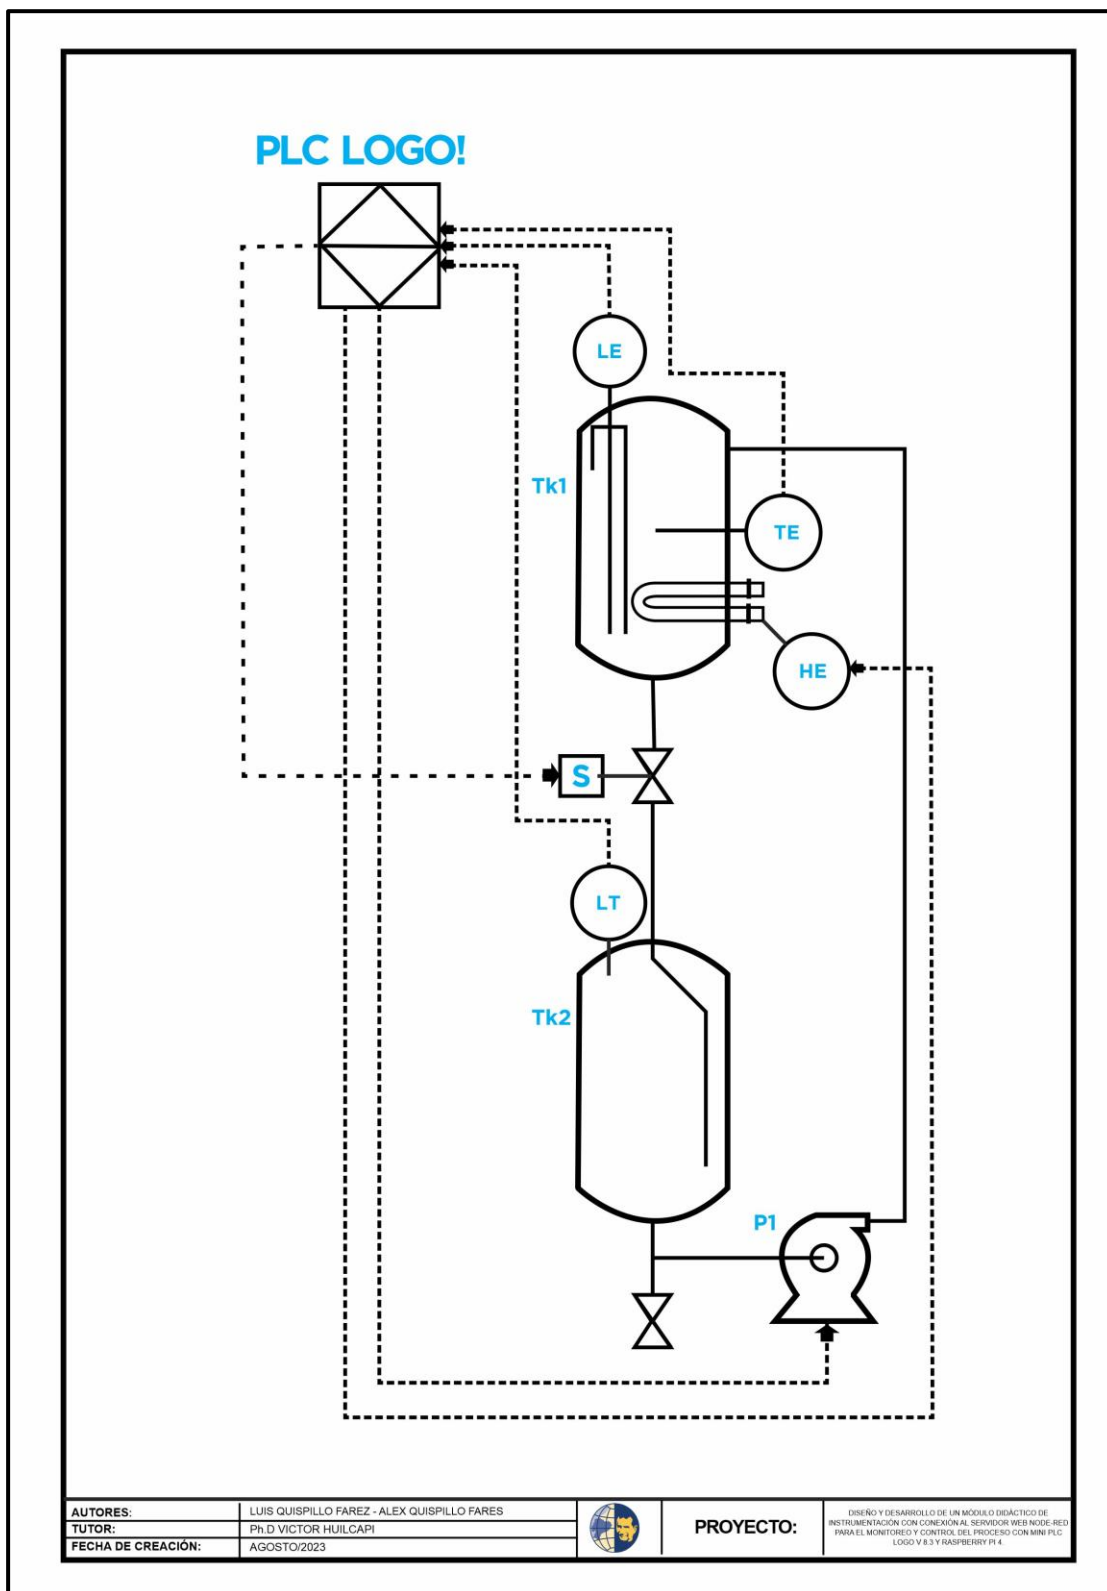 PLC LOGO!
LE
Tk1
TE
HE
S
LT
Tk2
P1
AUTORES:
LUIS QUISPILLO FAREZ - ALEX QUISPILLO FARES
TUTOR:
Ph.D VICTOR HUILCAPI
FECHA DE CREACIÓN:
AGOSTO/2023
PROYECTO:
DISEÑO Y DESARROLLO DE UN MÓDULO DIDÁCTICO DE
INSTRUMENTACIÓN CON CONEXIÓN AL SERVIDOR WEB NODE-RED
PARA EL MONITOREO Y CONTROL DEL PROCESO CON MINI PLC
LOGO V 8.3 Y RASPBERRY PI 4.